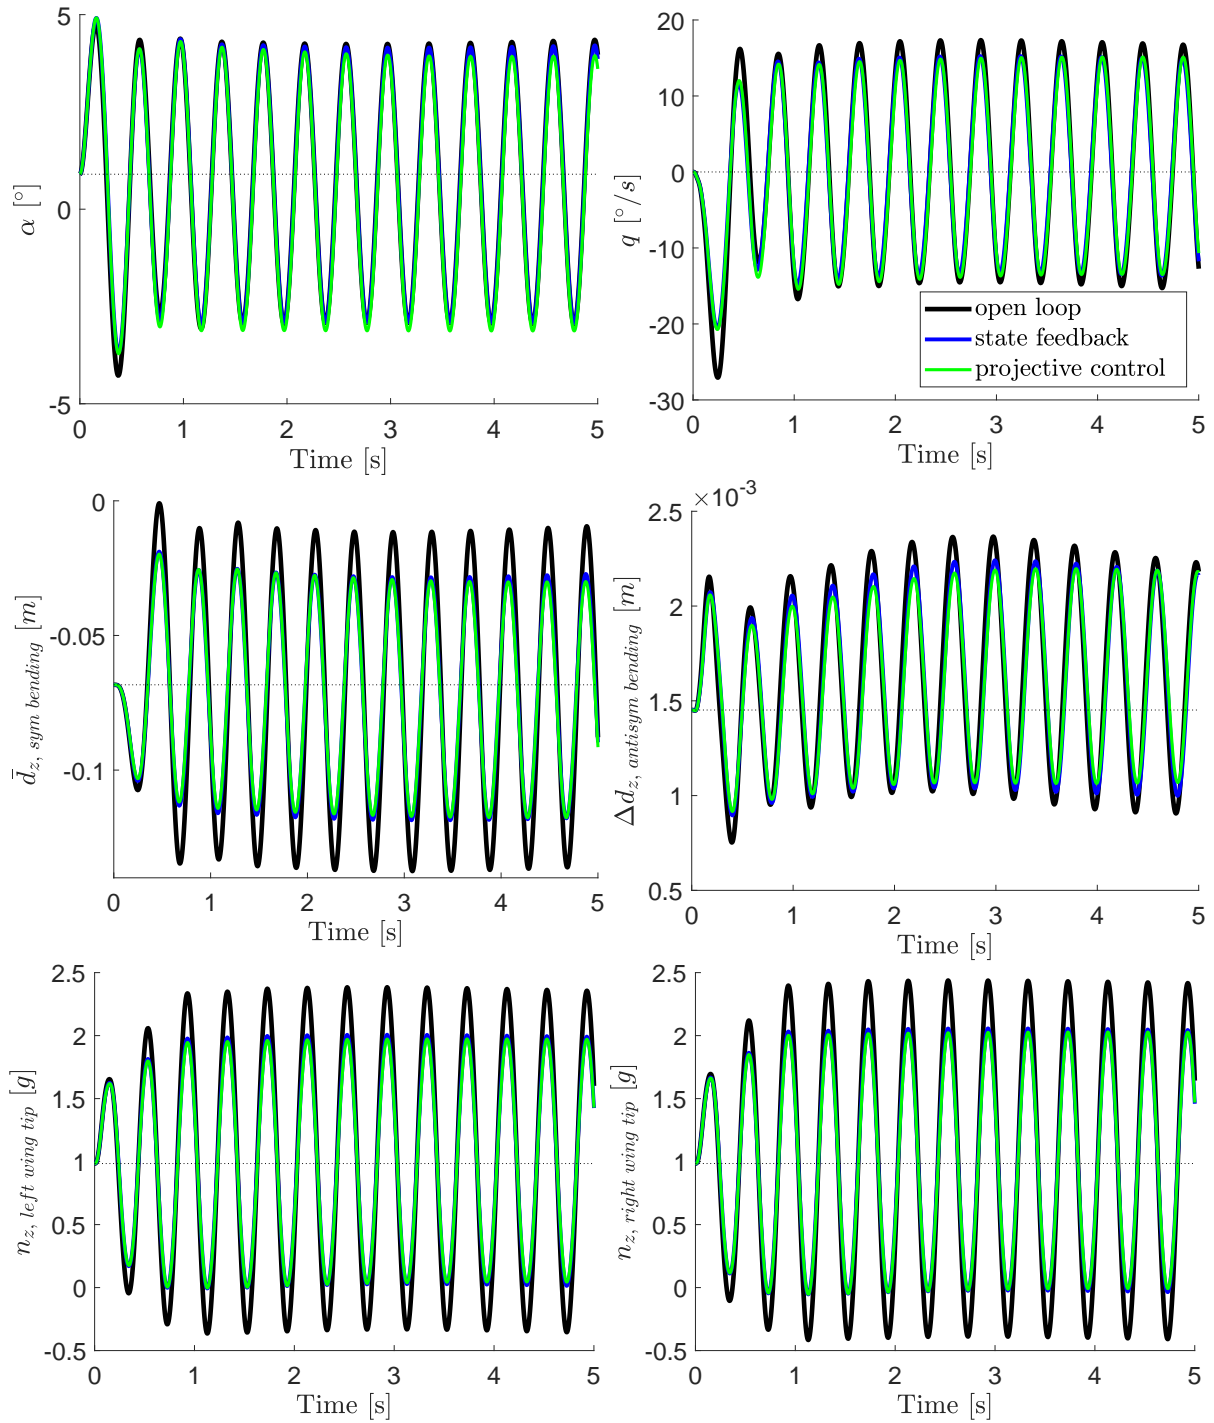 5
0
-5
α [°]
0 1 2 3 4 5
Time [s]
20
10
0
-10
-20
-30
q [°/s]
open loop
state feedback
projective control
0 1 2 3 4 5
Time [s]
0
-0.05
-0.1
d̄z, sym bending [m]
0 1 2 3 4 5
Time [s]
×10-3
2.5
2
1.5
1
0.5
Δdz, antisym bending [m]
0 1 2 3 4 5
Time [s]
2.5
2
1.5
1
0.5
0
-0.5
nz, left wing tip [g]
0 1 2 3 4 5
Time [s]
2.5
2
1.5
1
0.5
0
-0.5
nz, right wing tip [g]
0 1 2 3 4 5
Time [s]